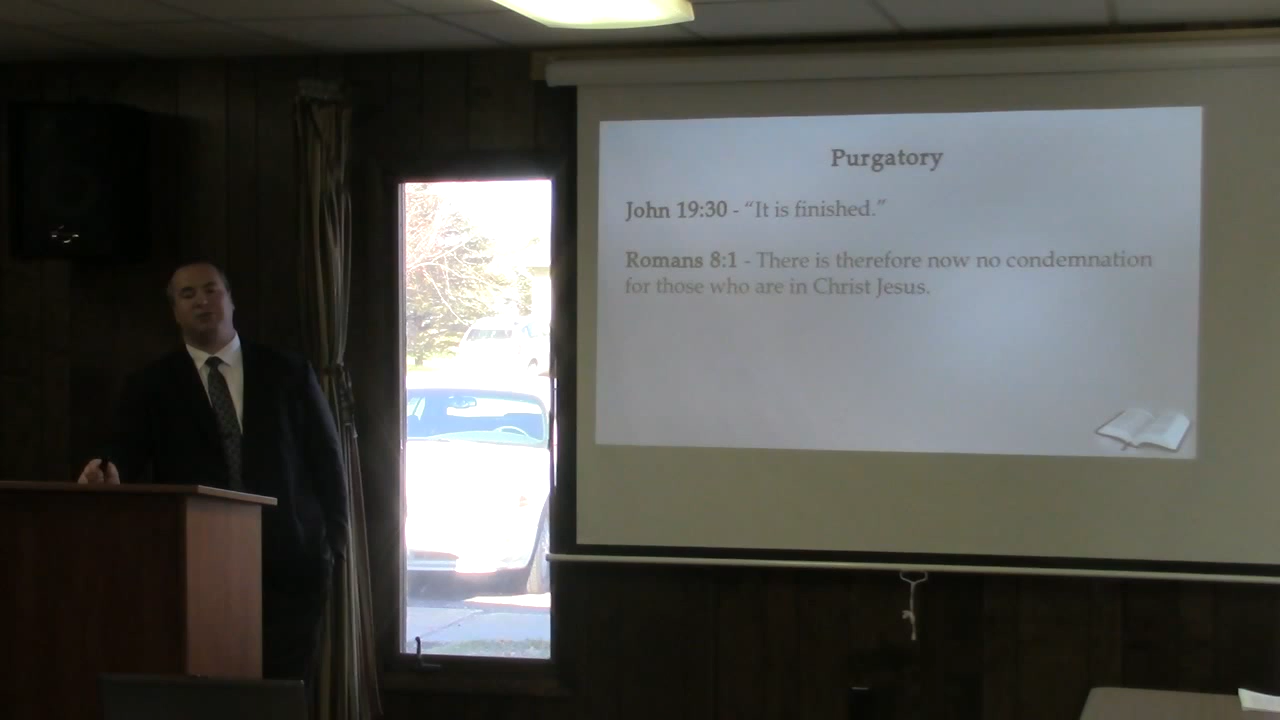 Purgatory
John 19:30 - “It is finished.”
Romans 8:1 - There is therefore now no condemnation
for those who are in Christ Jesus.